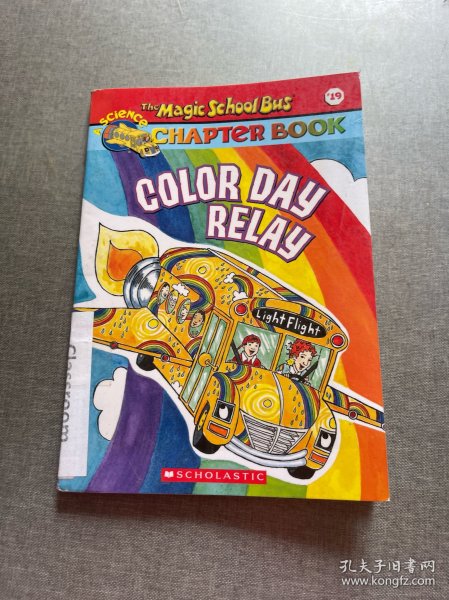 The Magic School Bus
#19
A SCIENCE
CHAPTER BOOK
COLOR DAY
RELAY
Light Flight
Classroom
SCHOLASTIC
孔夫子旧书网
www.kongfz.com